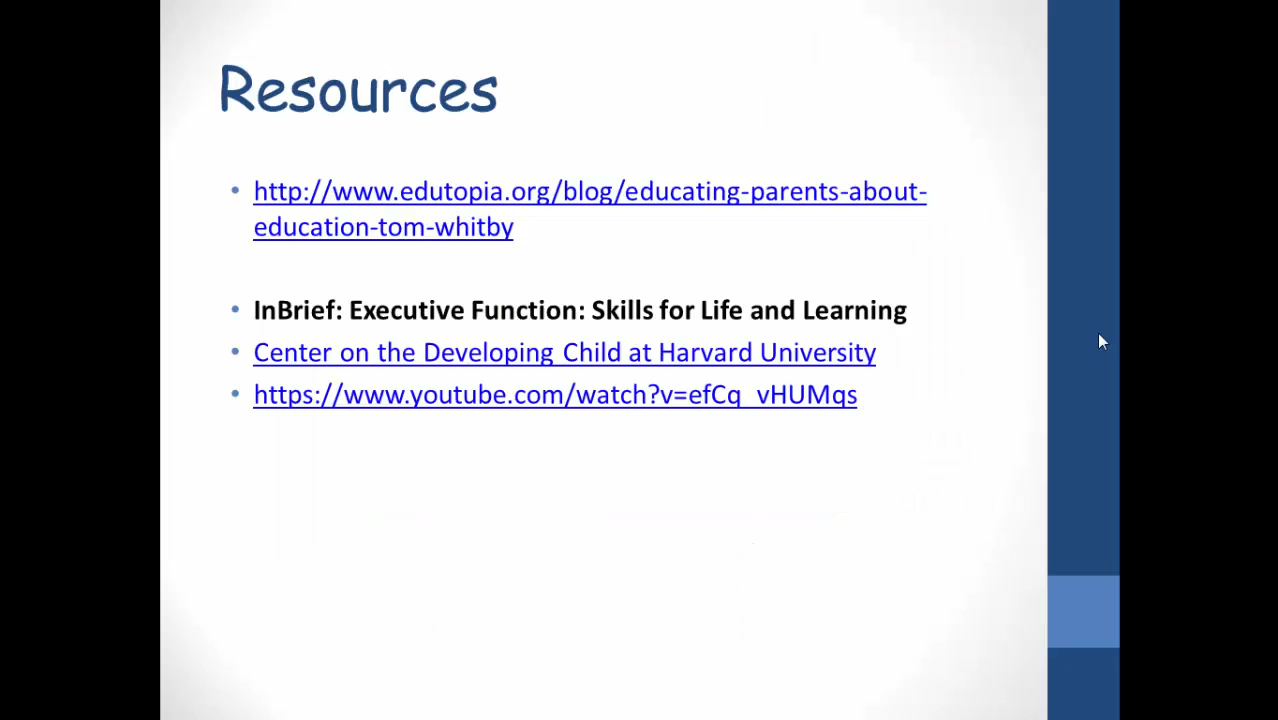 Resources
• http://www.edutopia.org/blog/educating-parents-about-
education-tom-whitby
• InBrief: Executive Function: Skills for Life and Learning
• Center on the Developing Child at Harvard University
• https://www.youtube.com/watch?v=efCq_vHUMqs